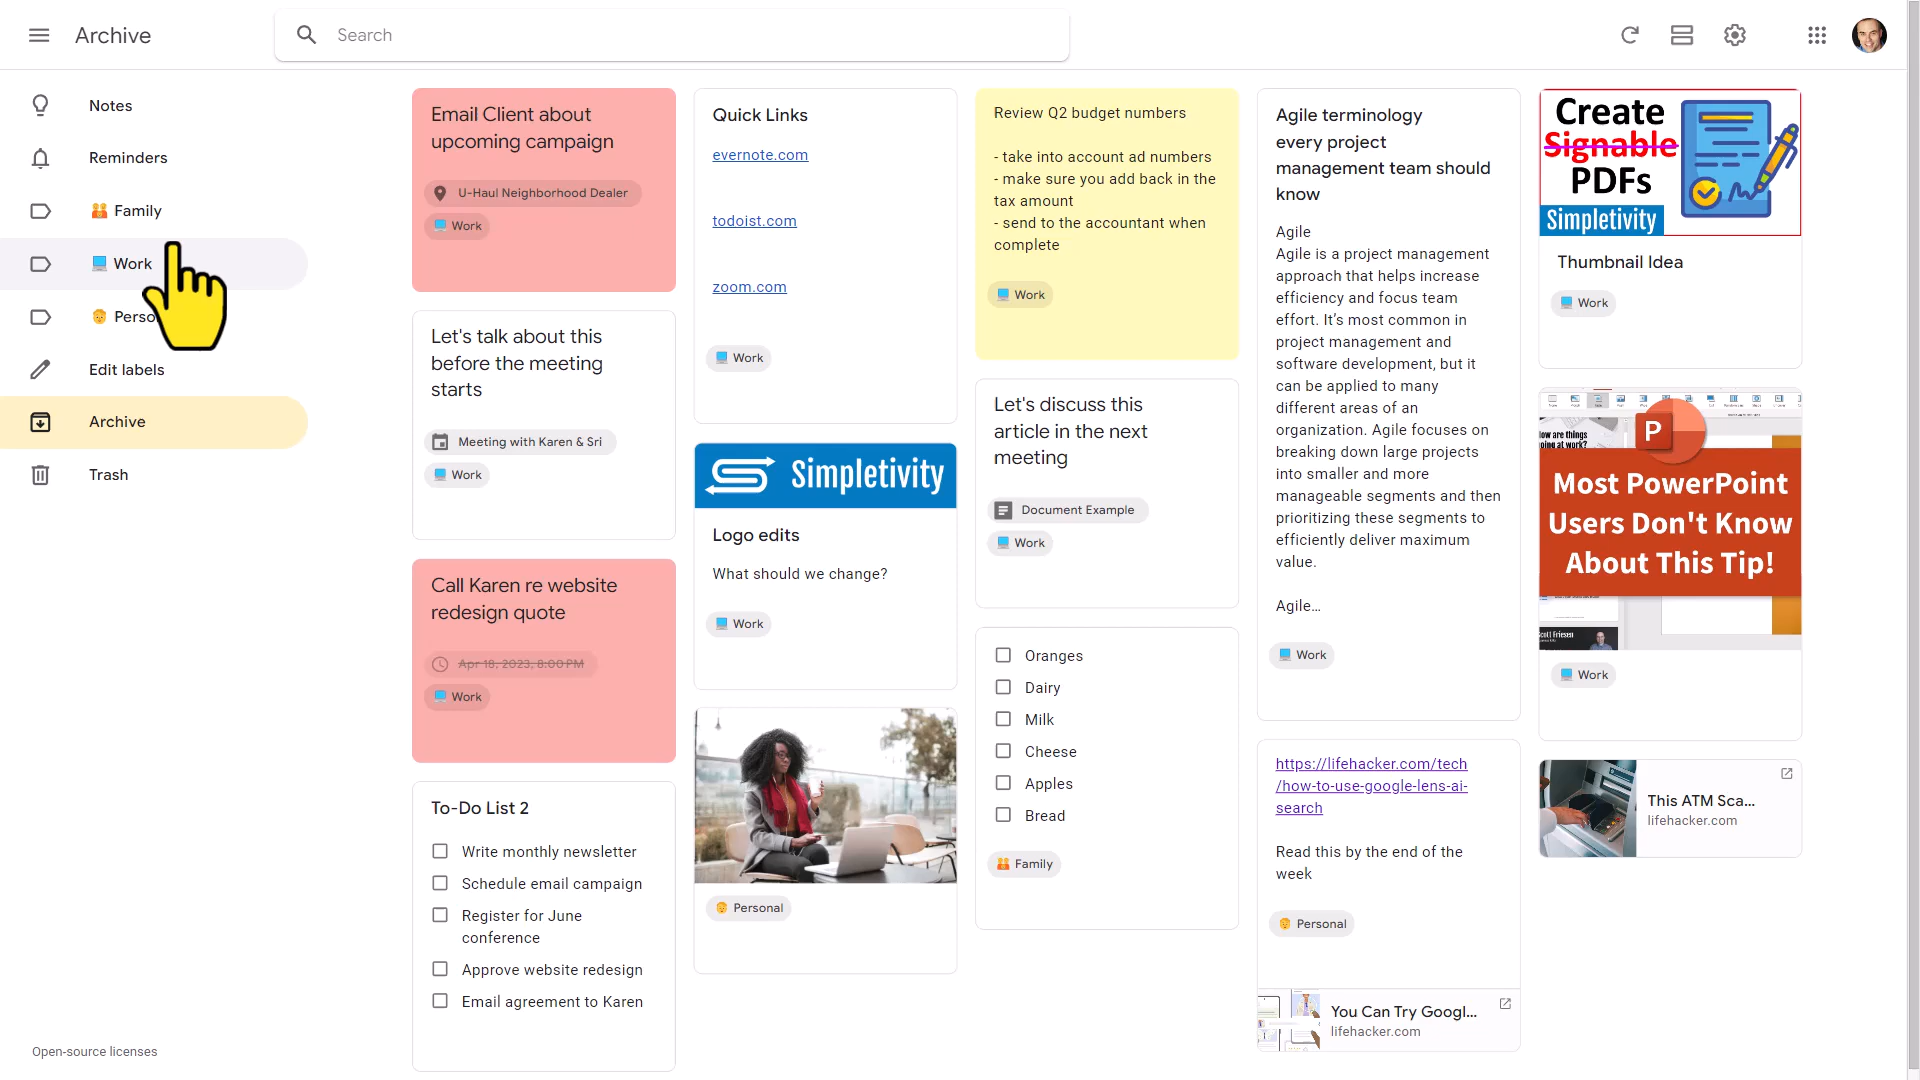 Archive
Search
Notes
Reminders
Family
Work
Perso
Edit labels
Archive
Trash
Open-source licenses
Email Client about
upcoming campaign
U-Haul Neighborhood Dealer
Work
Let's talk about this
before the meeting
starts
Meeting with Karen & Sri
Work
Call Karen re website
redesign quote
Apr 18, 2023, 8:00 PM
Work
To-Do List 2
Write monthly newsletter
Schedule email campaign
Register for June
conference
Approve website redesign
Email agreement to Karen
Quick Links
evernote.com
todoist.com
zoom.com
Work
Simpletivity
Logo edits
What should we change?
Work
Personal
Review Q2 budget numbers
- take into account ad numbers
- make sure you add back in the
tax amount
- send to the accountant when
complete
Work
Let's discuss this
article in the next
meeting
Document Example
Work
Oranges
Dairy
Milk
Cheese
Apples
Bread
Family
Agile terminology
every project
management team should
know
Agile
Agile is a project management
approach that helps increase
efficiency and focus team
effort. It’s most common in
project management and
software development, but it
can be applied to many
different areas of an
organization. Agile focuses on
breaking down large projects
into smaller and more
manageable segments and then
prioritizing these segments to
efficiently deliver maximum
value.
Agile…
Work
https://lifehacker.com/tech
/how-to-use-google-lens-ai-
search
Read this by the end of the
week
Personal
You Can Try Googl...
lifehacker.com
Create
Signable
PDFs
Simpletivity
Thumbnail Idea
Work
How are things
going at work?
P
Most PowerPoint
Users Don't Know
About This Tip!
Scott Friesen
Work
This ATM Sca...
lifehacker.com